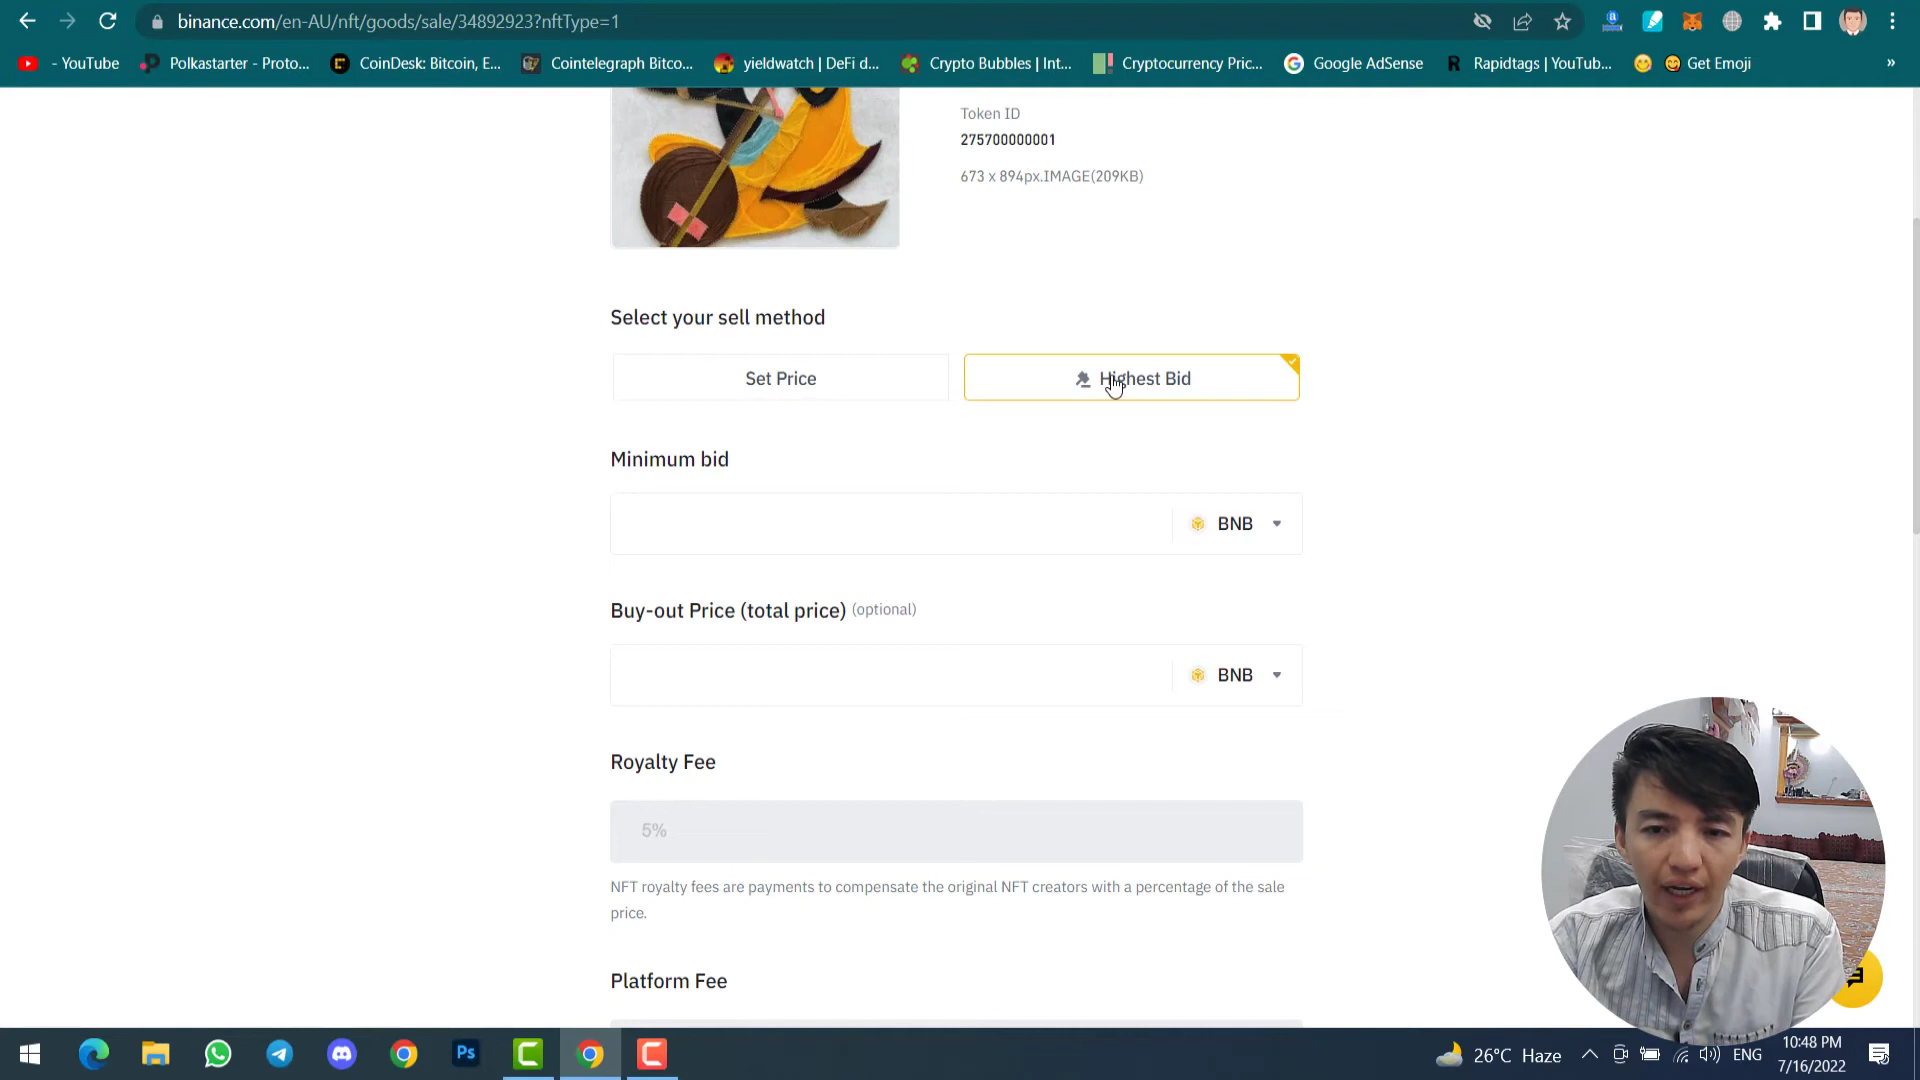 binance.com/en-AU/nft/goods/sale/34892923?nftType=1
- YouTube
Polkastarter - Proto...
CoinDesk: Bitcoin, E...
Cointelegraph Bitco...
yieldwatch | DeFi d...
Crypto Bubbles | Int...
Cryptocurrency Pric...
Google AdSense
Rapidtags | YouTub...
Get Emoji
»
Token ID
275700000001
673 x 894px.IMAGE(209KB)
Select your sell method
Set Price
Highest Bid
Minimum bid
BNB
Buy-out Price (total price) (optional)
BNB
Royalty Fee
5%
NFT royalty fees are payments to compensate the original NFT creators with a percentage of the sale
price.
Platform Fee
Ps
26°C Haze
ENG
10:48 PM
7/16/2022